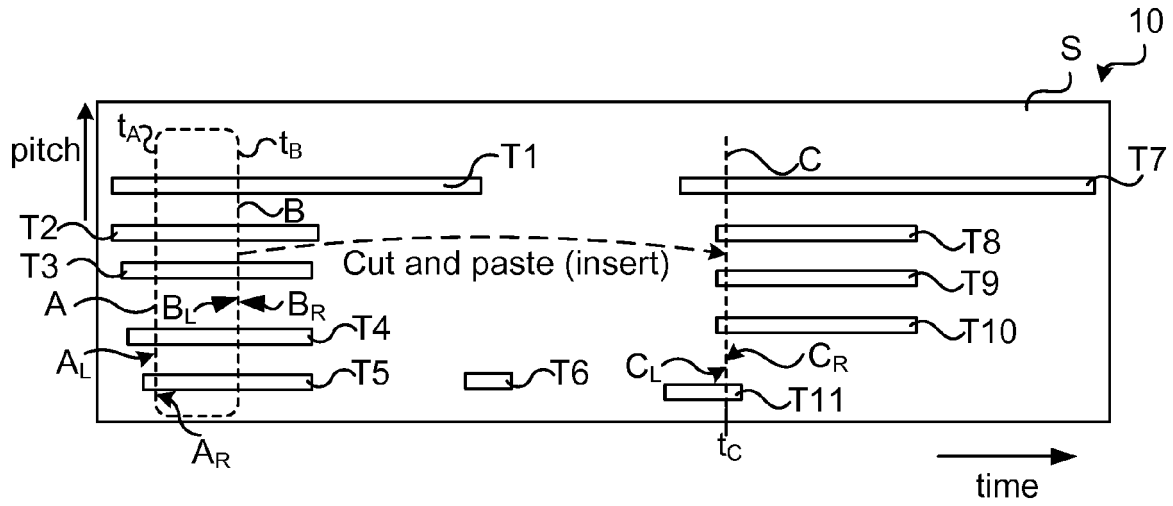 10
S
tA
tB
pitch
T1
C
T7
T2
B
T8
T3
Cut and paste (insert)
T9
A
BL
BR
T4
T10
AL
T5
T6
CL
CR
T11
AR
tC
time